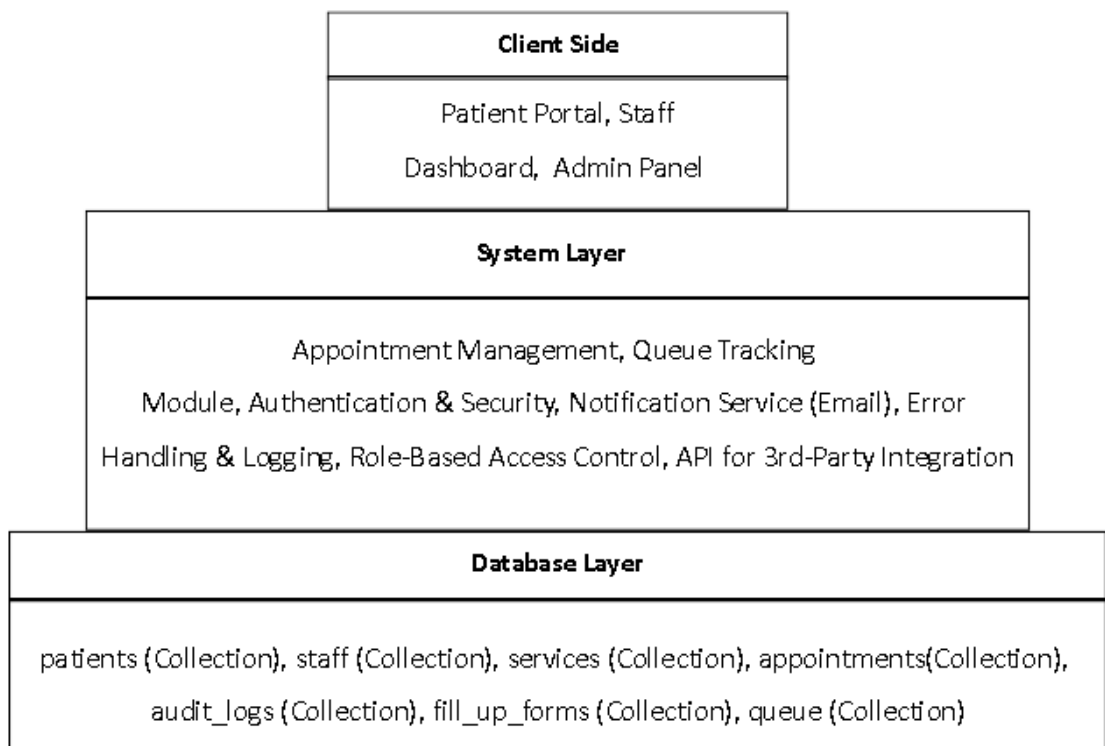 Client Side
Patient Portal, Staff
Dashboard, Admin Panel
System Layer
Appointment Management, Queue Tracking
Module, Authentication & Security, Notification Service (Email), Error
Handling & Logging, Role-Based Access Control, API for 3rd-Party Integration
Database Layer
patients (Collection), staff (Collection), services (Collection), appointments(Collection),
audit_logs (Collection), fill_up_forms (Collection), queue (Collection)